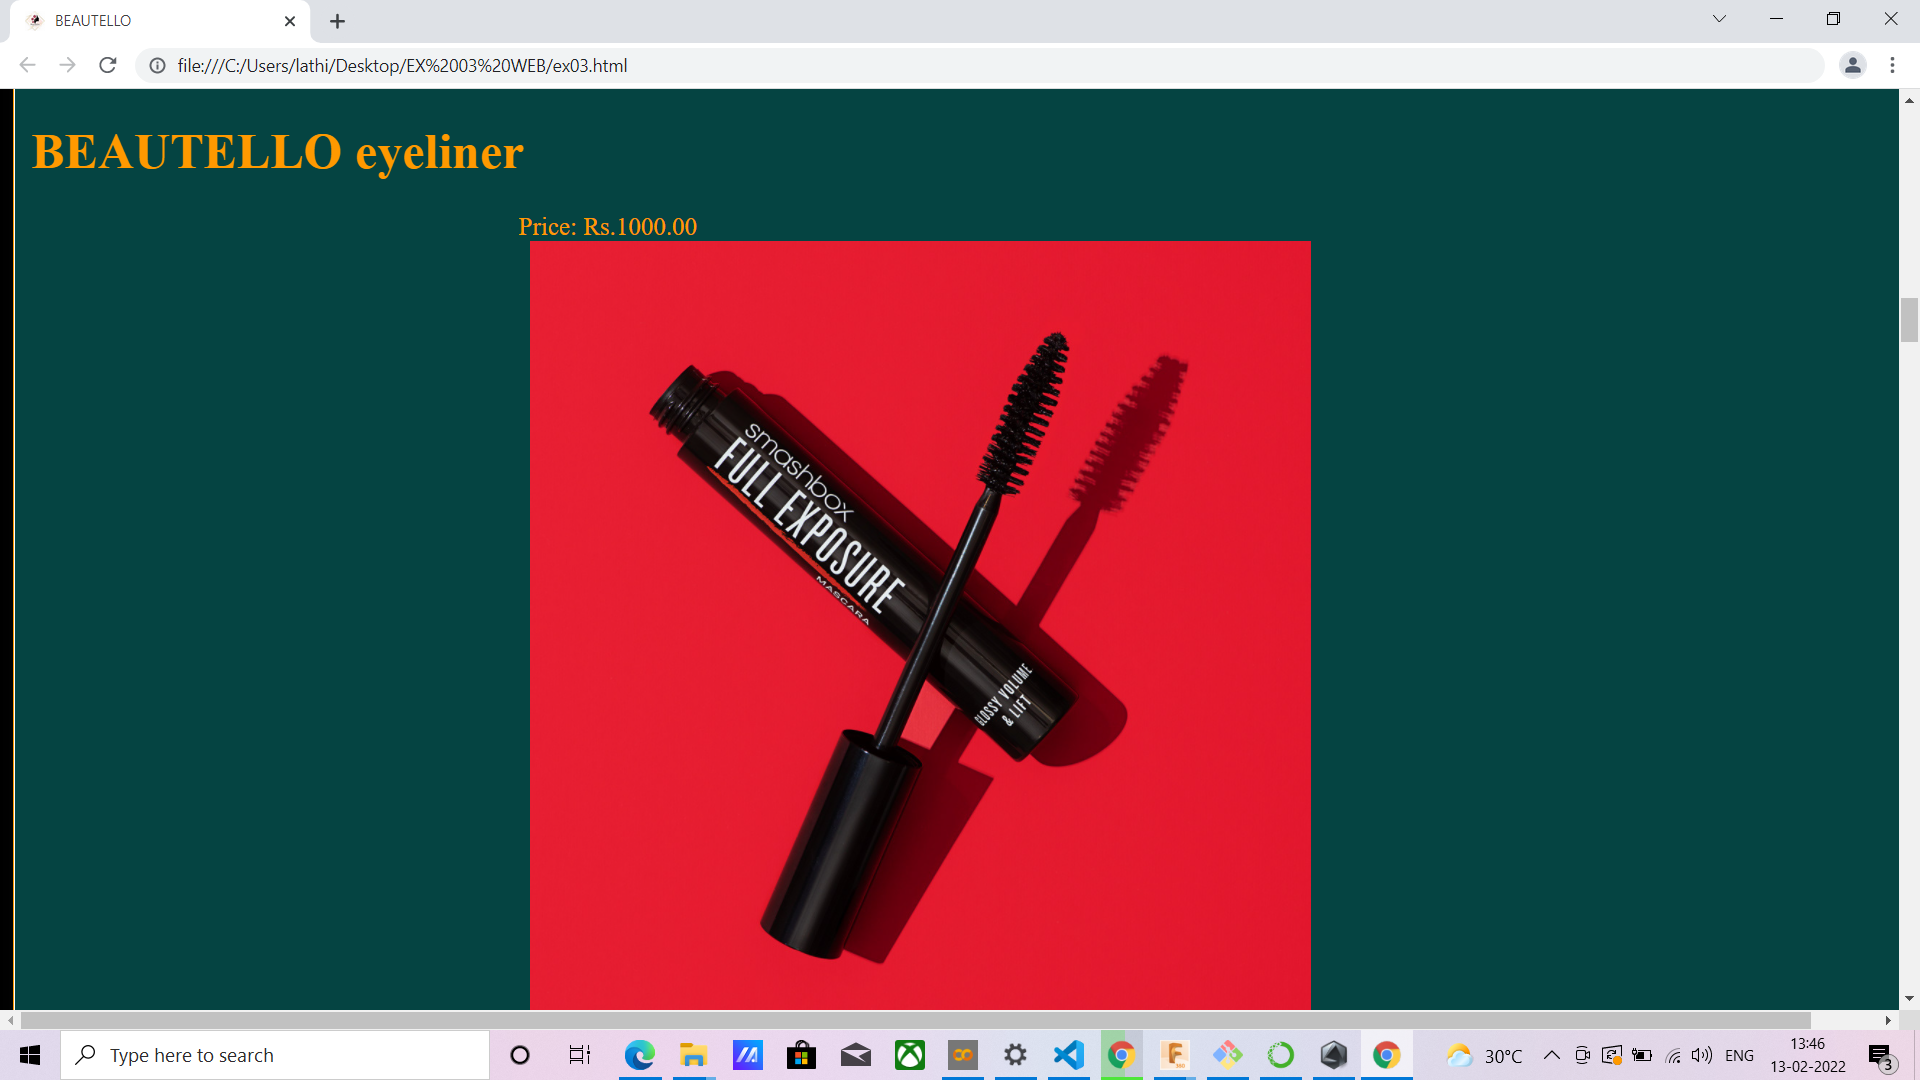 BEAUTELLO
file:///C:/Users/lathi/Desktop/EX%2003%20WEB/ex03.html
BEAUTELLO eyeliner
Price: Rs.1000.00
smashbox
FULL EXPOSURE
MASCARA
GLOSSY VOLUME
& LIFT
Type here to search
30°C
ENG
13:46
13-02-2022
3